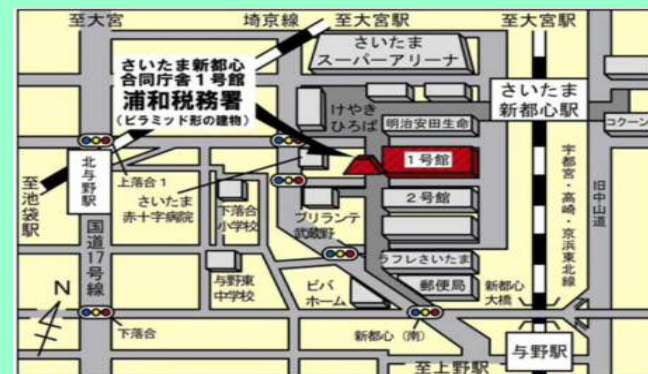 至大宮
埼京線
至大宮駅
至大宮駅
さいたま新都心
合同庁舎1号館
浦和税務署
(ピラミッド形の建物)
さいたま
スーパーアリーナ
さいたま
新都心駅
けやき
ひろば
明治安田生命
コクーン
北与野駅
上落合1
さいたま
赤十字病院
1号館
2号館
至池袋駅
国道17号線
下落合
小学校
ブリランテ
武蔵野
宇都宮・高崎・京浜東北線
旧中山道
与野東
中学校
ラフレさいたま
ビバ
ホーム
郵便局
新都心
大橋
N
下落合
新都心(南)
与野駅
至上野駅